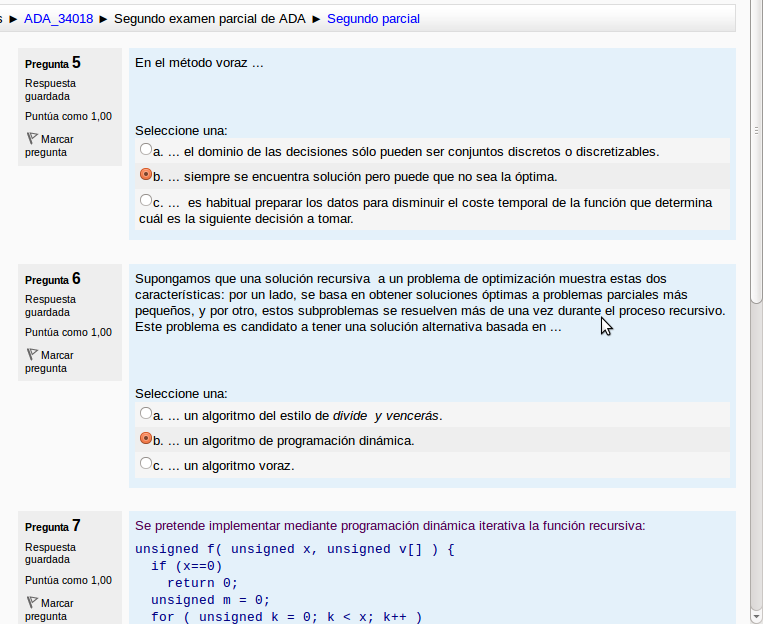 s ► ADA_34018 ► Segundo examen parcial de ADA ► Segundo parcial
Pregunta 5
Respuesta
guardada
Puntúa como 1,00
Marcar
pregunta
En el método voraz ...
Seleccione una:
a. ... el dominio de las decisiones sólo pueden ser conjuntos discretos o discretizables.
b. ... siempre se encuentra solución pero puede que no sea la óptima.
c. ... es habitual preparar los datos para disminuir el coste temporal de la función que determina
cuál es la siguiente decisión a tomar.
Pregunta 6
Respuesta
guardada
Puntúa como 1,00
Marcar
pregunta
Supongamos que una solución recursiva a un problema de optimización muestra estas dos
características: por un lado, se basa en obtener soluciones óptimas a problemas parciales más
pequeños, y por otro, estos subproblemas se resuelven más de una vez durante el proceso recursivo.
Este problema es candidato a tener una solución alternativa basada en ...
Seleccione una:
a. ... un algoritmo del estilo de divide y vencerás.
b. ... un algoritmo de programación dinámica.
c. ... un algoritmo voraz.
Pregunta 7
Respuesta
guardada
Puntúa como 1,00
Marcar
pregunta
Se pretende implementar mediante programación dinámica iterativa la función recursiva:
unsigned f( unsigned x, unsigned v[] ) {
if (x==0)
return 0;
unsigned m = 0;
for ( unsigned k = 0; k < x; k++ )